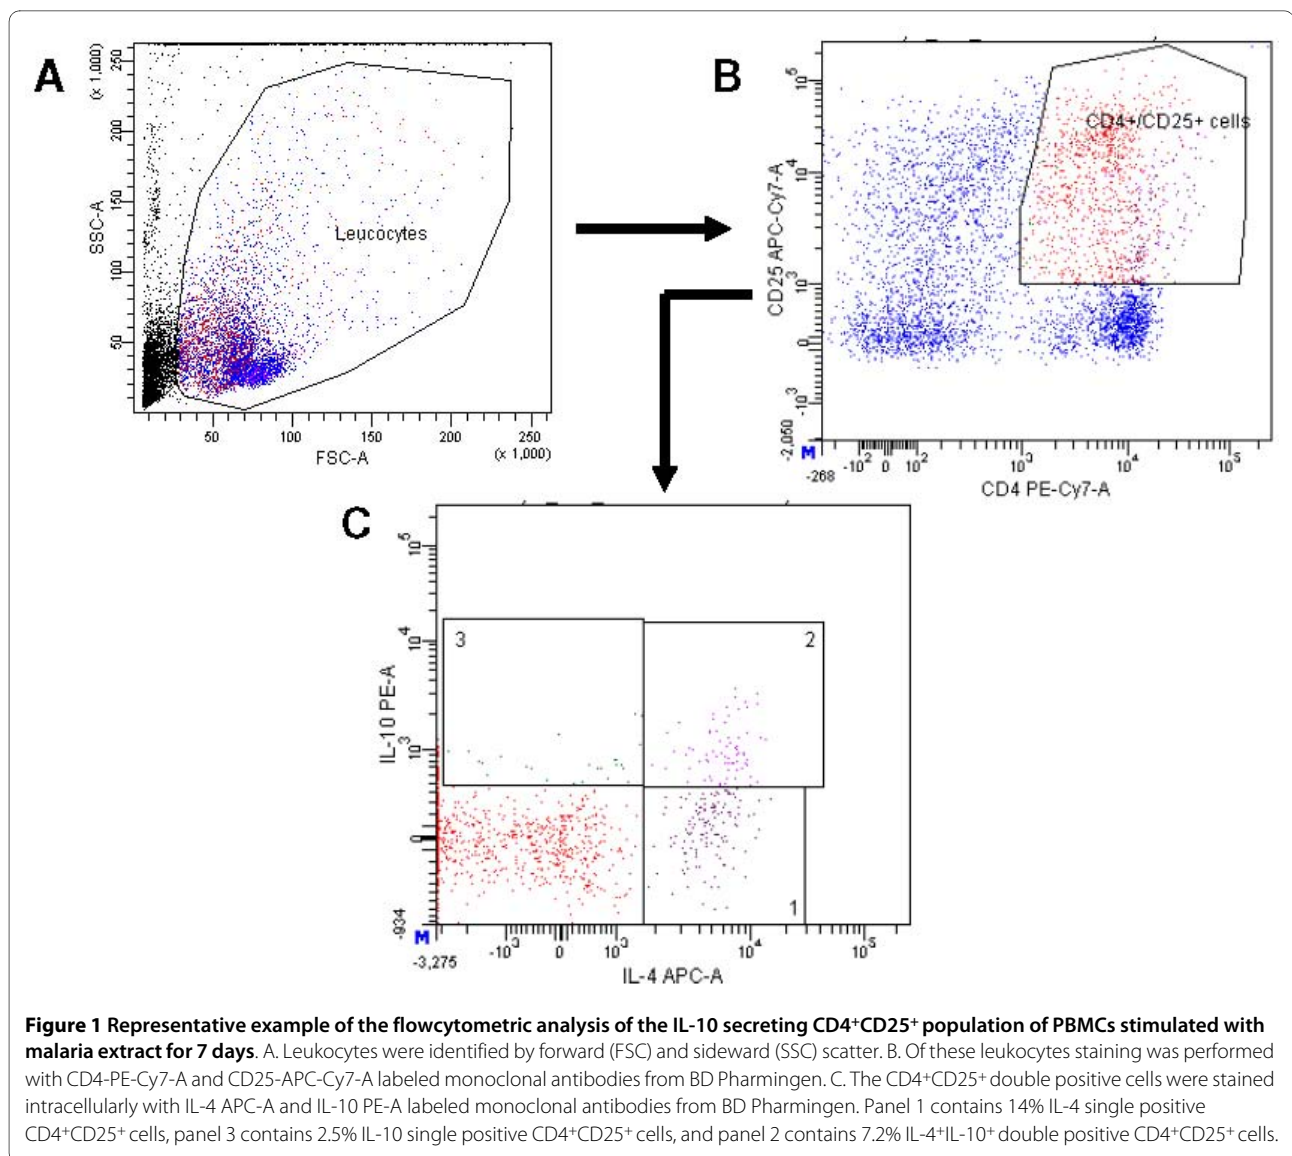 A
(x 1,000)
250
200
150
100
50
SSC-A
Leucocytes
50 100 150 200 250
FSC-A
(x 1,000)
B
10^5
10^4
10^3
0
-10^3
-2,050
CD25 APC-Cy7-A
CD4+/CD25+ cells
M
-268
-10^2 0 10^2 10^3 10^4 10^5
CD4 PE-Cy7-A
C
10^5
10^4
10^3
0
-934
IL-10 PE-A
3
2
1
M
-3,275
-10^3 0 10^3 10^4 10^5
IL-4 APC-A
Figure 1 Representative example of the flowcytometric analysis of the IL-10 secreting CD4⁺CD25⁺ population of PBMCs stimulated with
malaria extract for 7 days. A. Leukocytes were identified by forward (FSC) and sideward (SSC) scatter. B. Of these leukocytes staining was performed
with CD4-PE-Cy7-A and CD25-APC-Cy7-A labeled monoclonal antibodies from BD Pharmingen. C. The CD4⁺CD25⁺ double positive cells were stained
intracellularly with IL-4 APC-A and IL-10 PE-A labeled monoclonal antibodies from BD Pharmingen. Panel 1 contains 14% IL-4 single positive
CD4⁺CD25⁺ cells, panel 3 contains 2.5% IL-10 single positive CD4⁺CD25⁺ cells, and panel 2 contains 7.2% IL-4⁺IL-10⁺ double positive CD4⁺CD25⁺ cells.